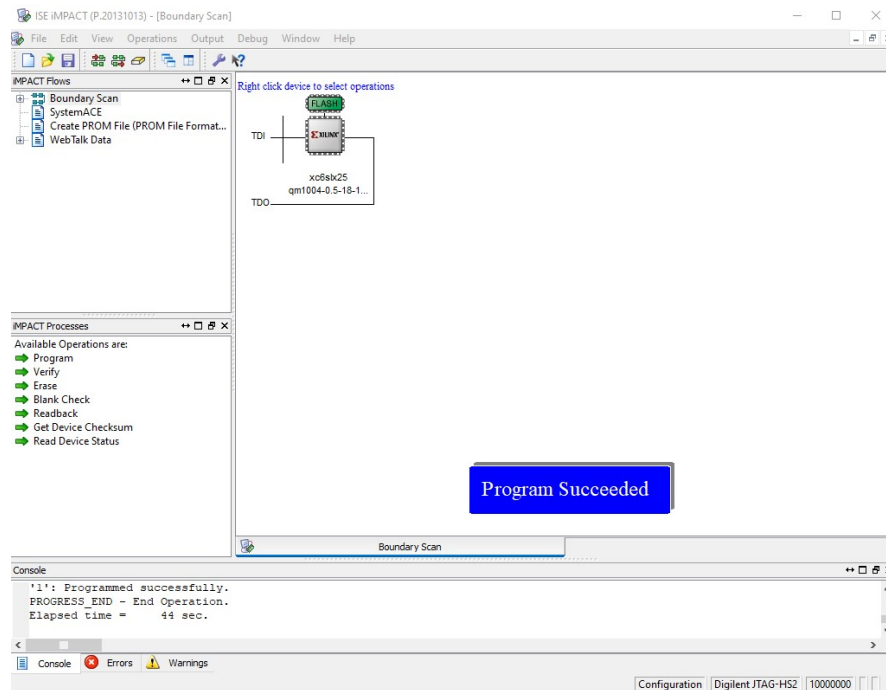 ISE iMPACT (P.20131013) - [Boundary Scan]
File Edit View Operations Output Debug Window Help
iMPACT Flows
Boundary Scan
SystemACE
Create PROM File (PROM File Format...
WebTalk Data
Right click device to select operations
FLASH
TDI
XILINX
xc6slx25
qm1004-0.5-18-1...
TDO
iMPACT Processes
Available Operations are:
Program
Verify
Erase
Blank Check
Readback
Get Device Checksum
Read Device Status
Program Succeeded
Boundary Scan
Console
'1': Programmed successfully.
PROGRESS_END - End Operation.
Elapsed time = 44 sec.
Console Errors Warnings
Configuration Digilent JTAG-HS2 10000000